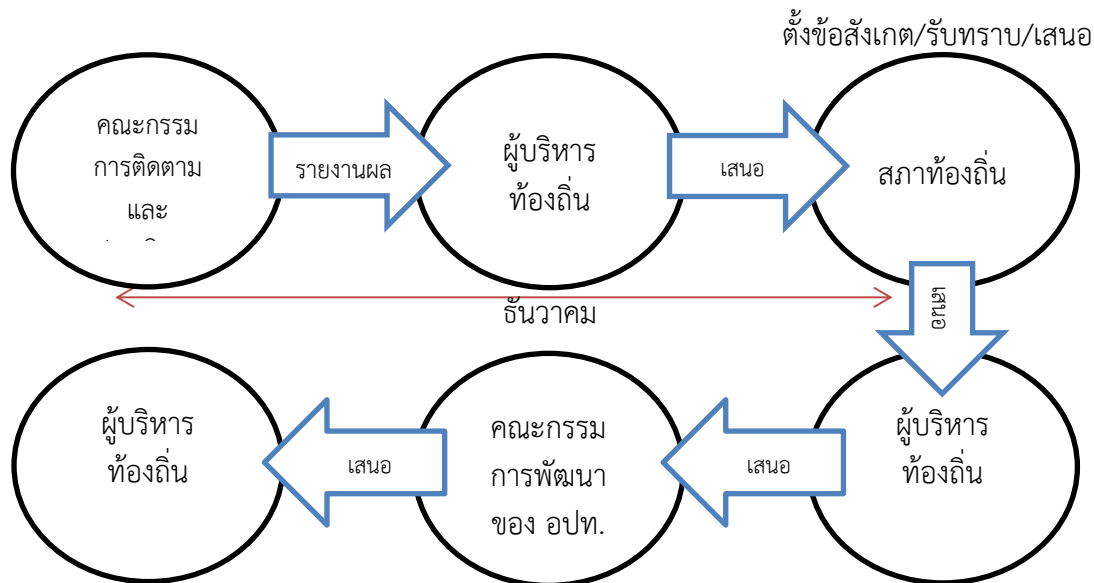 ตั้งข้อสังเกต/รับทราบ/เสนอ
คณะกรรม
การติดตาม
และ
รายงานผล
ผู้บริหาร
ท้องถิ่น
เสนอ
สภาท้องถิ่น
ธันวาคม
เสนอ
ผู้บริหาร
ท้องถิ่น
เสนอ
คณะกรรม
การพัฒนา
ของ อปท.
เสนอ
ผู้บริหาร
ท้องถิ่น